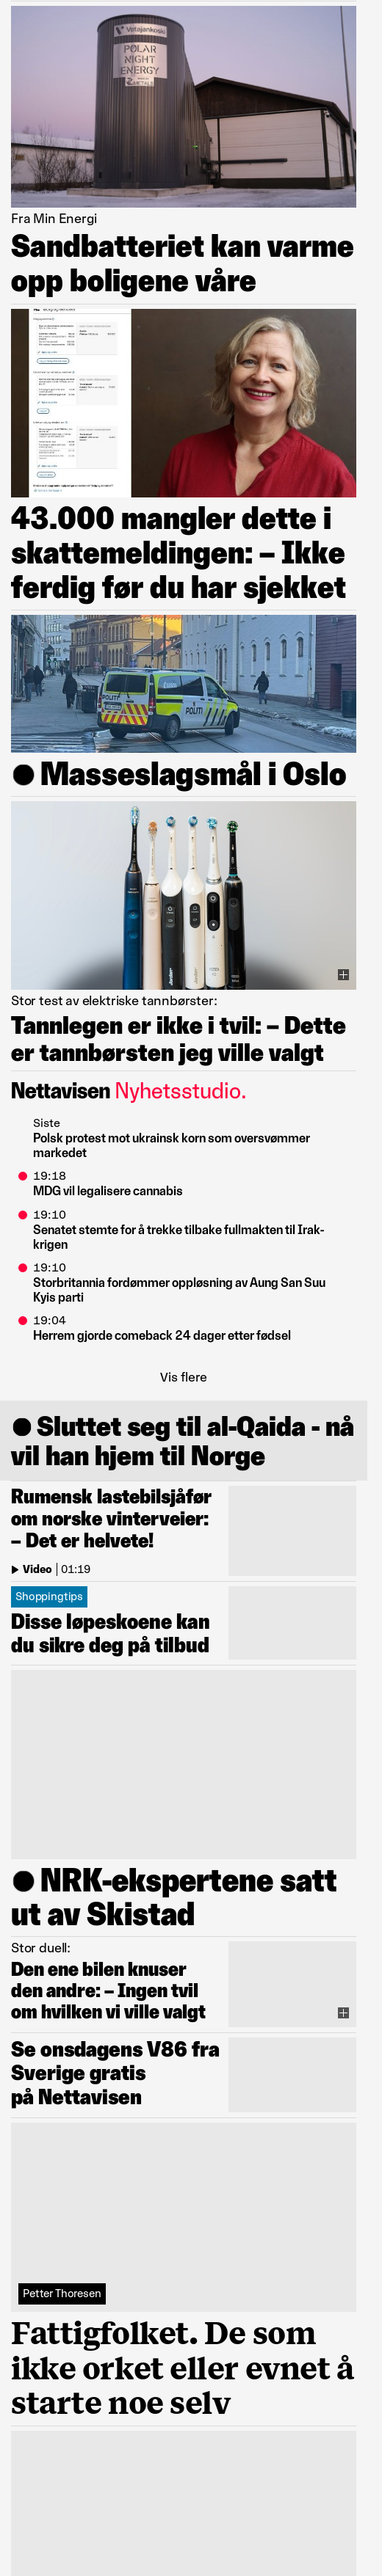 Veitsjankoski
POLAR
NIGHT
ENERGY
Fra Min Energi
Sandbatteriet kan varme
opp boligene våre
43.000 mangler dette i
skattemeldingen: – Ikke
ferdig før du har sjekket
POLITI
POLITI
● Masseslagsmål i Oslo
Stor test av elektriske tannbørster:
Tannlegen er ikke i tvil: – Dette
er tannbørsten jeg ville valgt
Nettavisen Nyhetsstudio.
Siste
Polsk protest mot ukrainsk korn som oversvømmer
markedet
19:18
MDG vil legalisere cannabis
19:10
Senatet stemte for å trekke tilbake fullmakten til Irak-
krigen
19:10
Storbritannia fordømmer oppløsning av Aung San Suu
Kyis parti
19:04
Herrem gjorde comeback 24 dager etter fødsel
Vis flere
● Sluttet seg til al-Qaida - nå
vil han hjem til Norge
Rumensk lastebilsjåfør
om norske vinterveier:
– Det er helvete!
Video | 01:19
Shoppingtips
Disse løpeskoene kan
du sikre deg på tilbud
● NRK-ekspertene satt
ut av Skistad
Stor duell:
Den ene bilen knuser
den andre: – Ingen tvil
om hvilken vi ville valgt
Se onsdagens V86 fra
Sverige gratis
på Nettavisen
Petter Thoresen
Fattigfolket. De som
ikke orket eller evnet å
starte noe selv